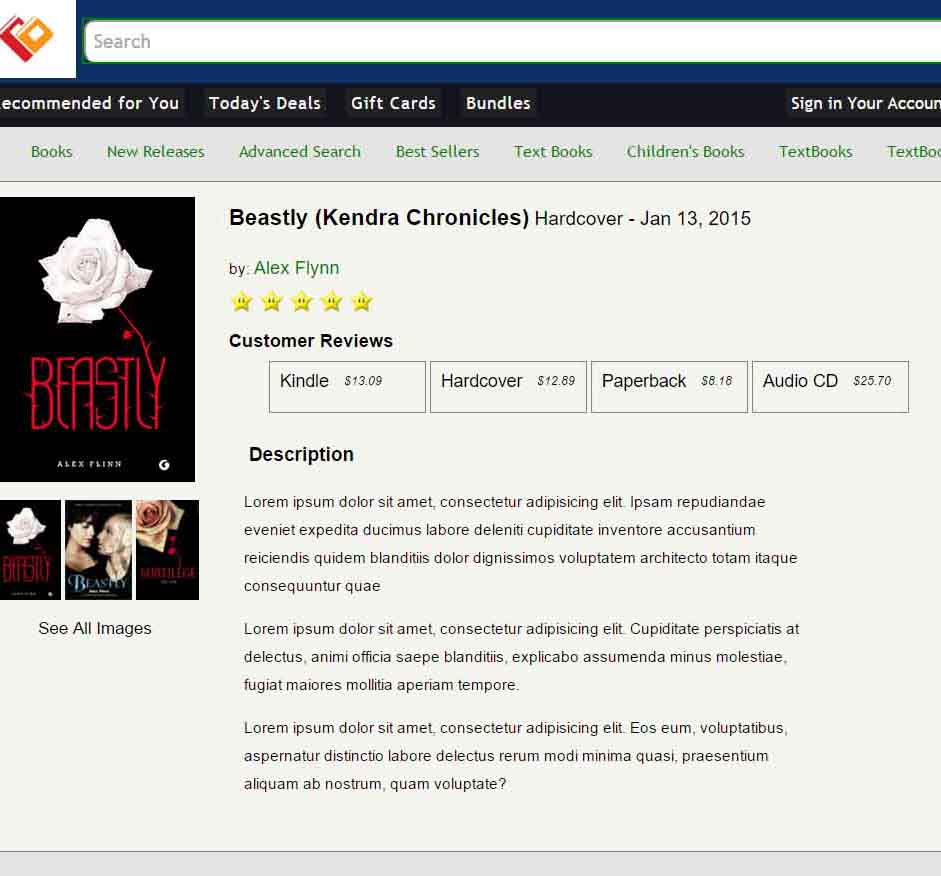 Search
ecommended for You Today's Deals Gift Cards Bundles Sign in Your Accoun
Books New Releases Advanced Search Best Sellers Text Books Children's Books TextBooks TextBoo
Beastly (Kendra Chronicles) Hardcover - Jan 13, 2015
by: Alex Flynn
Customer Reviews
Kindle $13.09 Hardcover $12.89 Paperback $8.18 Audio CD $25.70
Description
Lorem ipsum dolor sit amet, consectetur adipisicing elit. Ipsam repudiandae
eveniet expedita ducimus labore deleniti cupiditate inventore accusantium
reiciendis quidem blanditiis dolor dignissimos voluptatem architecto totam itaque
consequuntur quae
Lorem ipsum dolor sit amet, consectetur adipisicing elit. Cupiditate perspiciatis at
delectus, animi officia saepe blanditiis, explicabo assumenda minus molestiae,
fugiat maiores mollitia aperiam tempore.
Lorem ipsum dolor sit amet, consectetur adipisicing elit. Eos eum, voluptatibus,
aspernatur distinctio labore delectus rerum modi minima quasi, praesentium
aliquam ab nostrum, quam voluptate?
BEASTLY
ALEX FLINN
BEASTLY
BEASTLY
See All Images